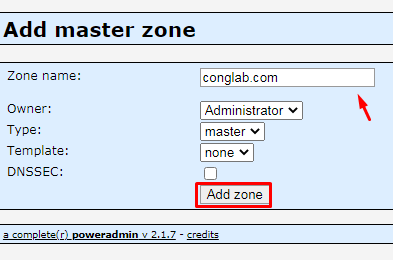 Add master zone
Zone name: conglab.com
Owner: Administrator
Type: master
Template: none
DNSSEC:
Add zone
a complete(r) poweradmin v 2.1.7 - credits